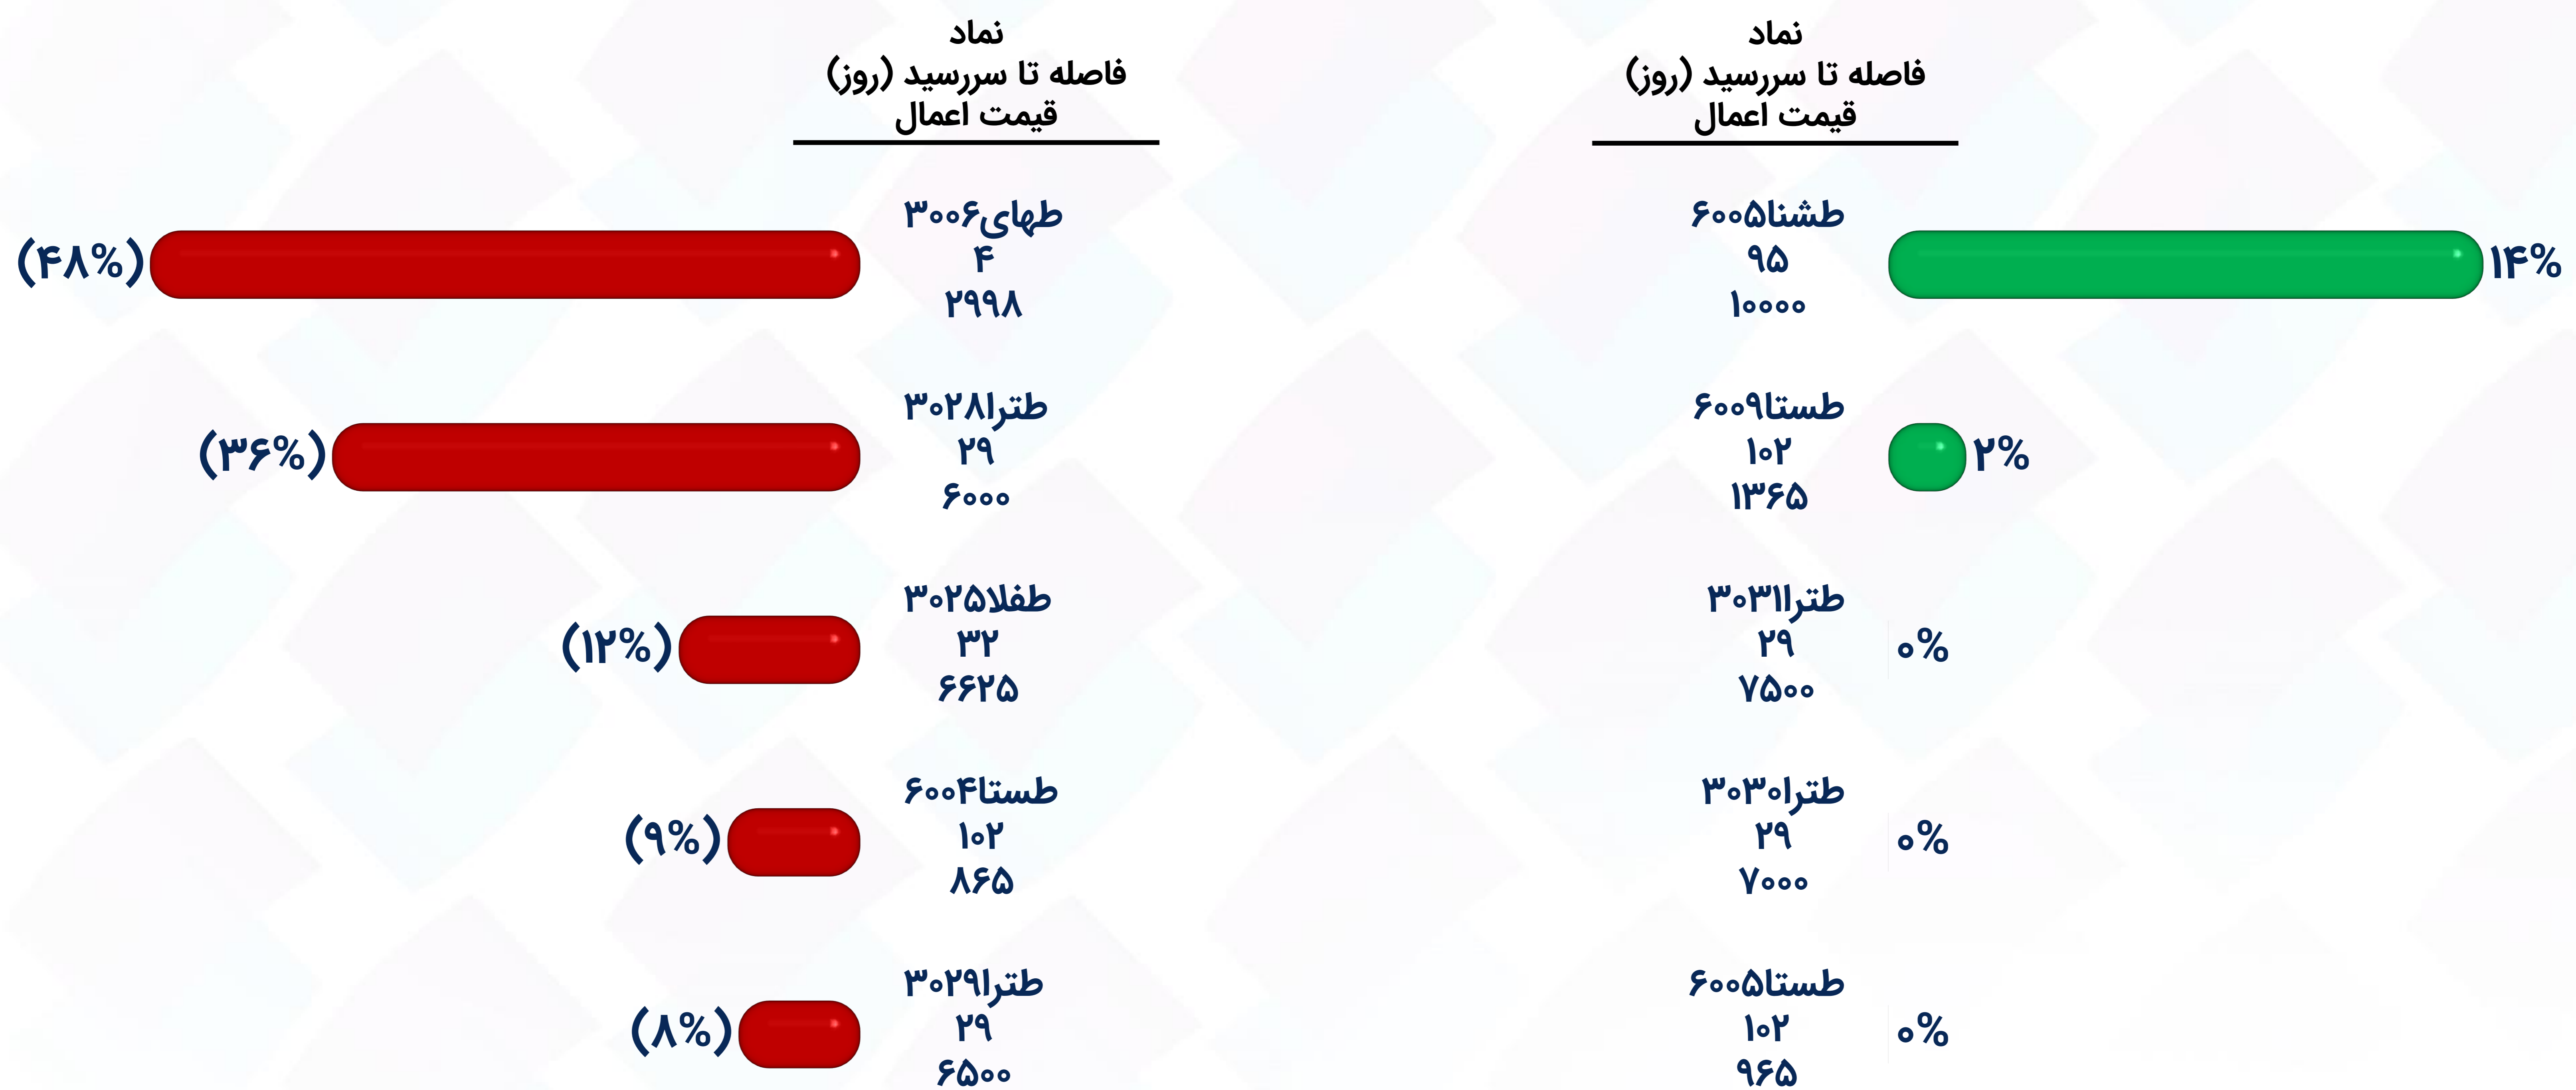 نماد
فاصله تا سررسید (روز)
قیمت اعمال
طشنا۶۰۰۵
۹۵
۱۰۰۰۰
۱۴%
طستا۶۰۰۹
۱۰۲
۱۳۶۵
۲%
طترا۳۰۳۱
۲۹
۷۵۰۰
۰%
طترا۳۰۳۰
۲۹
۷۰۰۰
۰%
طستا۶۰۰۵
۱۰۲
۹۶۵
۰%
نماد
فاصله تا سررسید (روز)
قیمت اعمال
طهای۳۰۰۶
۴
۲۹۹۸
(۴۸%)
طترا۳۰۲۸
۲۹
۶۰۰۰
(۳۶%)
طفلا۳۰۲۵
۳۲
۶۶۲۵
(۱۲%)
طستا۶۰۰۴
۱۰۲
۸۶۵
(۹%)
طترا۳۰۲۹
۲۹
۶۵۰۰
(۸%)